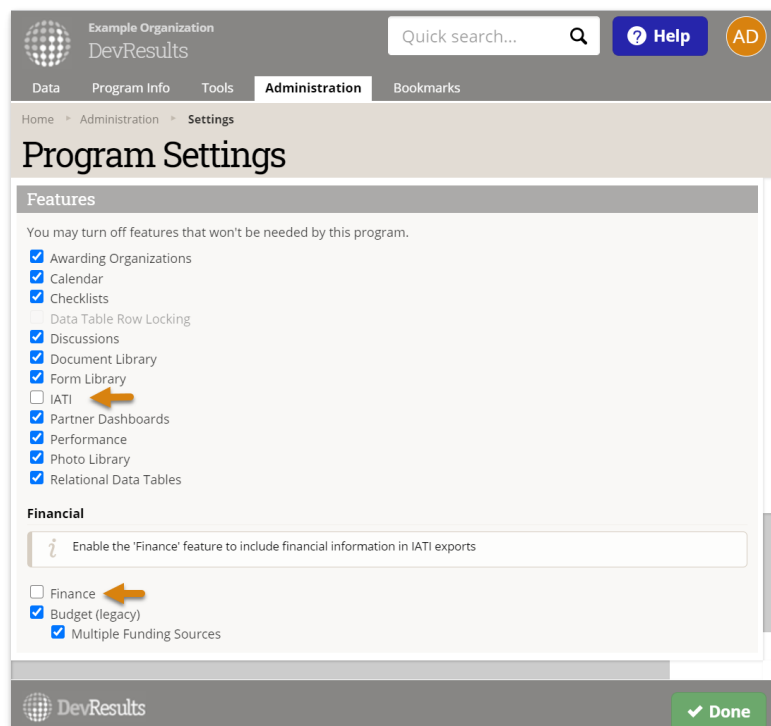 Example Organization
DevResults
Quick search...
? Help
AD
Data Program Info Tools Administration Bookmarks
Home Administration Settings
Program Settings
Features
You may turn off features that won't be needed by this program.
Awarding Organizations
Calendar
Checklists
Data Table Row Locking
Discussions
Document Library
Form Library
IATI
Partner Dashboards
Performance
Photo Library
Relational Data Tables
Financial
i Enable the 'Finance' feature to include financial information in IATI exports
Finance
Budget (legacy)
Multiple Funding Sources
DevResults
Done